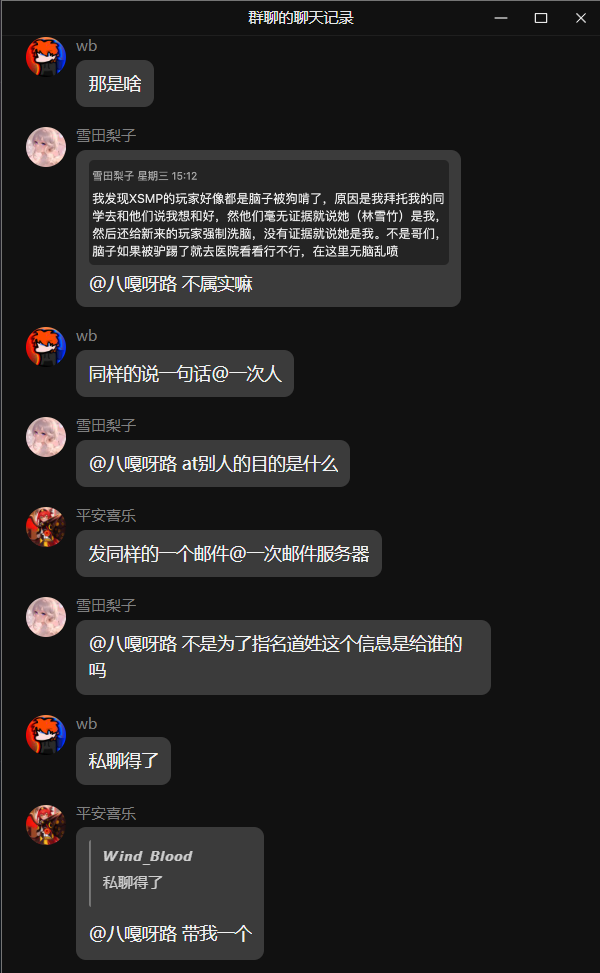 群聊的聊天记录
wb
那是啥
雪田梨子
雪田梨子 星期三 15:12
我发现XSMP的玩家好像都是脑子被狗啃了，原因是我拜托我的同
学去和他们说我想和好，然他们毫无证据就说她（林雪竹）是我，
然后还给新来的玩家强制洗脑，没有证据就说她是我。不是哥们，
脑子如果被驴踢了就去医院看看行不行，在这里无脑乱喷
@八嘎呀路 不属实嘛
wb
同样的说一句话@一次人
雪田梨子
@八嘎呀路 at别人的目的是什么
平安喜乐
发同样的一个邮件@一次邮件服务器
雪田梨子
@八嘎呀路 不是为了指名道姓这个信息是给谁的
吗
wb
私聊得了
平安喜乐
Wind_Blood
私聊得了
@八嘎呀路 带我一个